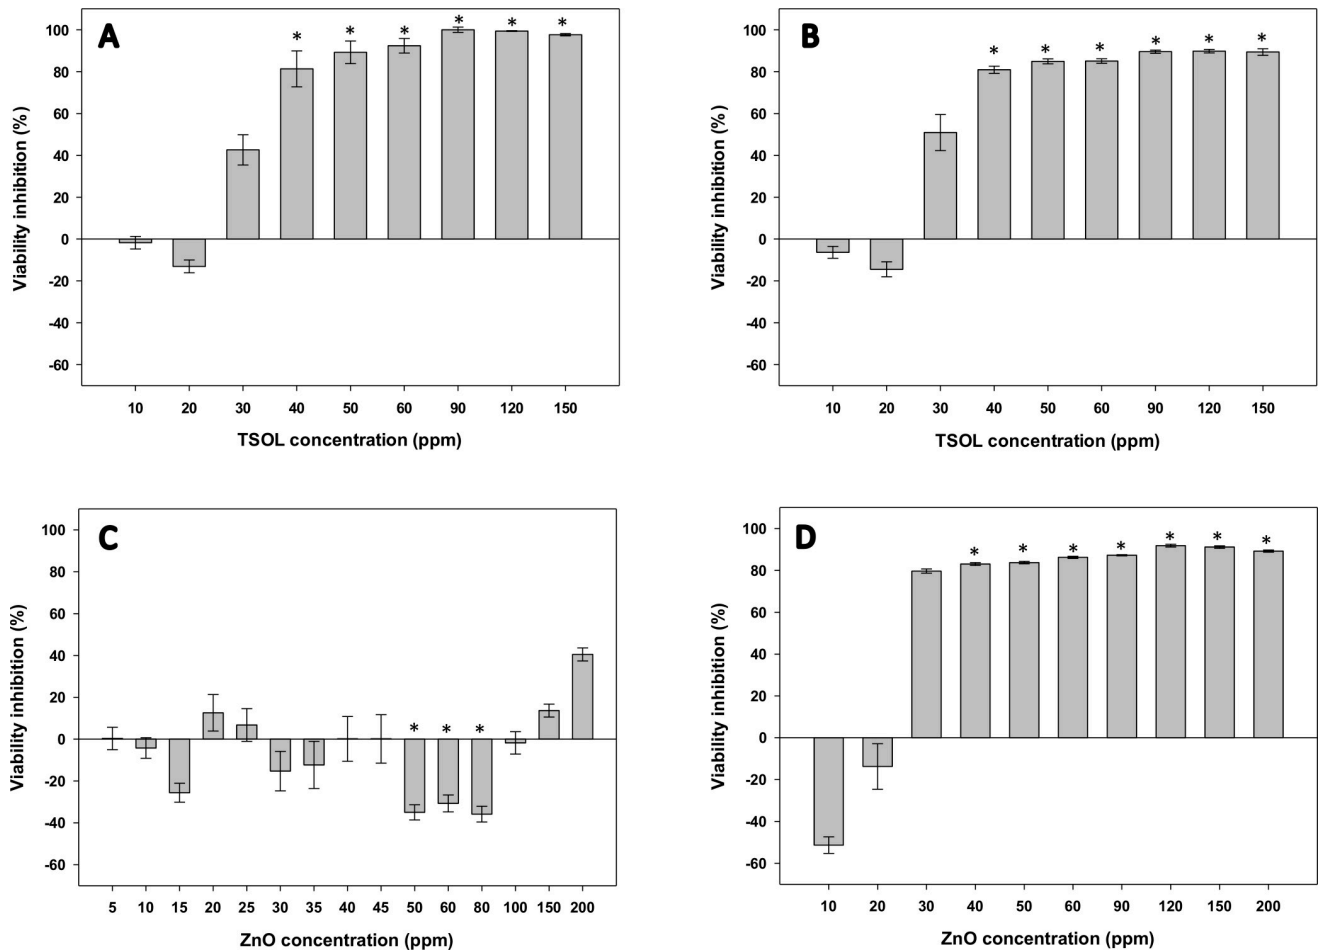 A
Viability inhibition (%)
100
80
60
40
20
0
-20
-40
-60
* * * * * *
10 20 30 40 50 60 90 120 150
TSOL concentration (ppm)
B
Viability inhibition (%)
100
80
60
40
20
0
-20
-40
-60
* * * * * *
10 20 30 40 50 60 90 120 150
TSOL concentration (ppm)
C
Viability inhibition (%)
100
80
60
40
20
0
-20
-40
-60
* * *
5 10 15 20 25 30 35 40 45 50 60 80 100 150 200
ZnO concentration (ppm)
D
Viability inhibition (%)
100
80
60
40
20
0
-20
-40
-60
* * * * * * *
10 20 30 40 50 60 90 120 150 200
ZnO concentration (ppm)